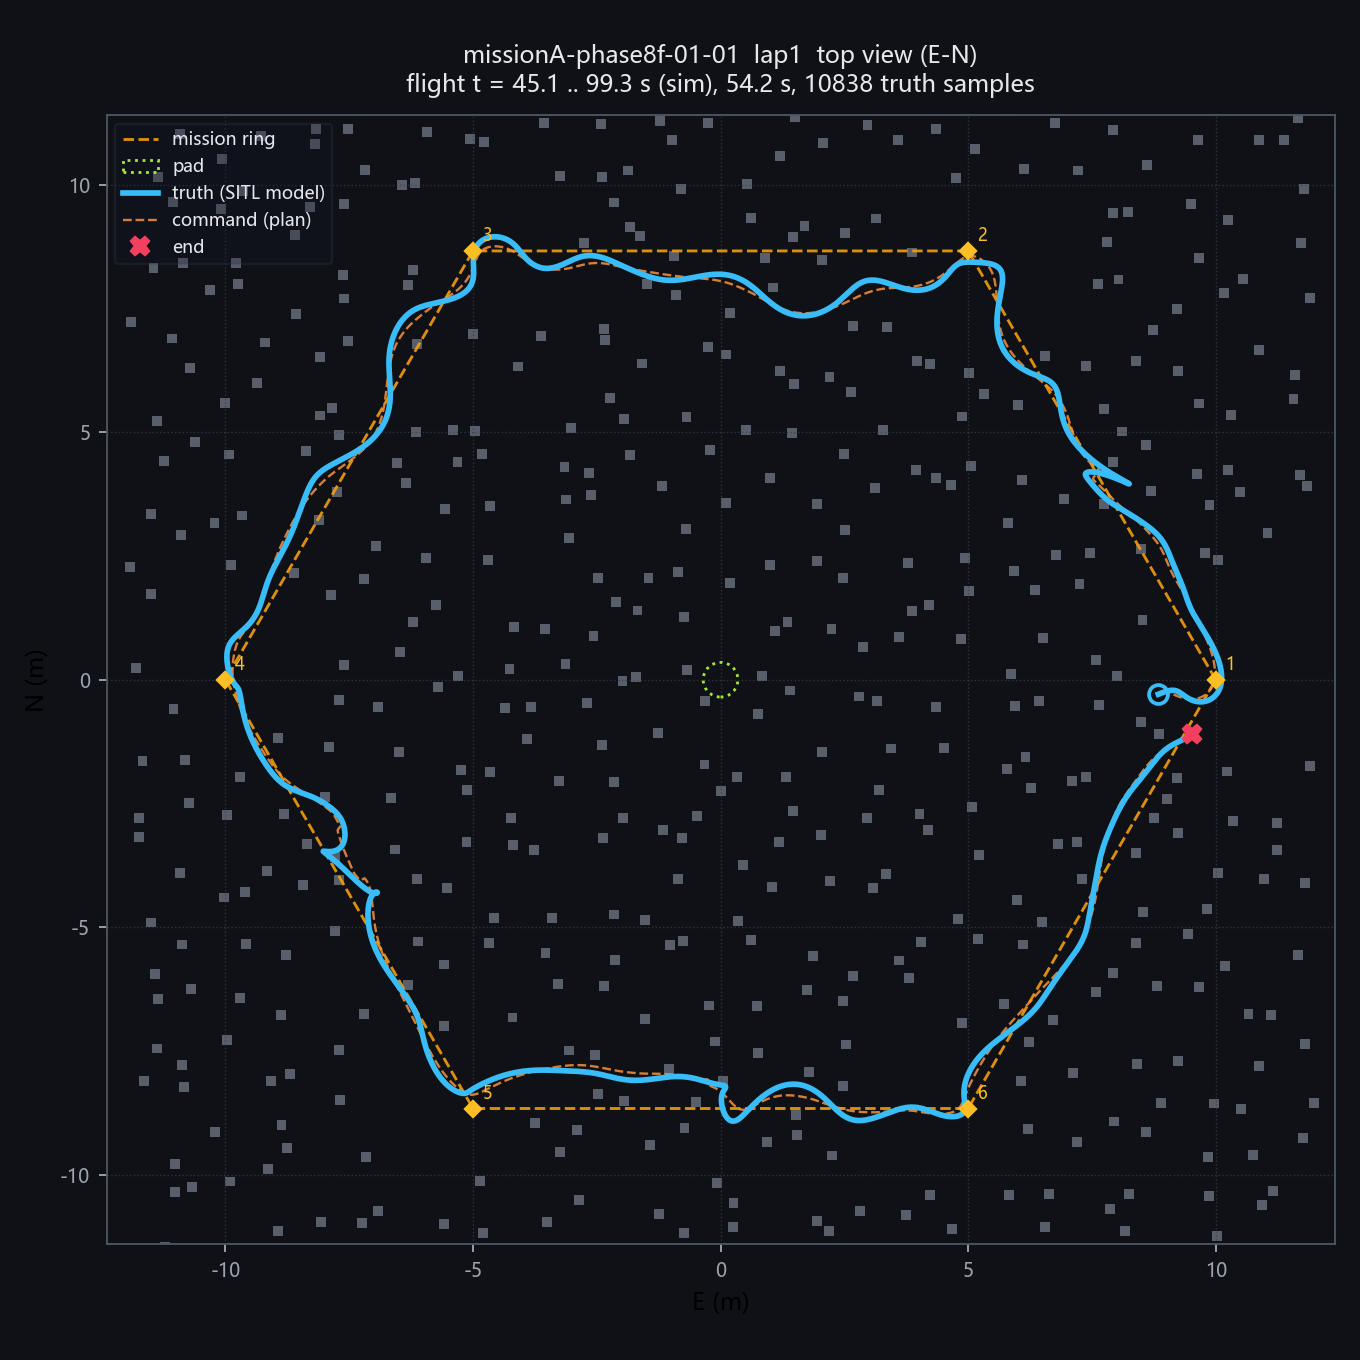 missionA-phase8f-01-01  lap1  top view (E-N)
flight t = 45.1 .. 99.3 s (sim), 54.2 s, 10838 truth samples
mission ring
pad
truth (SITL model)
command (plan)
end
3
2
4
1
5
6
10
5
0
-5
-10
N (m)
-10
-5
0
5
10
E (m)